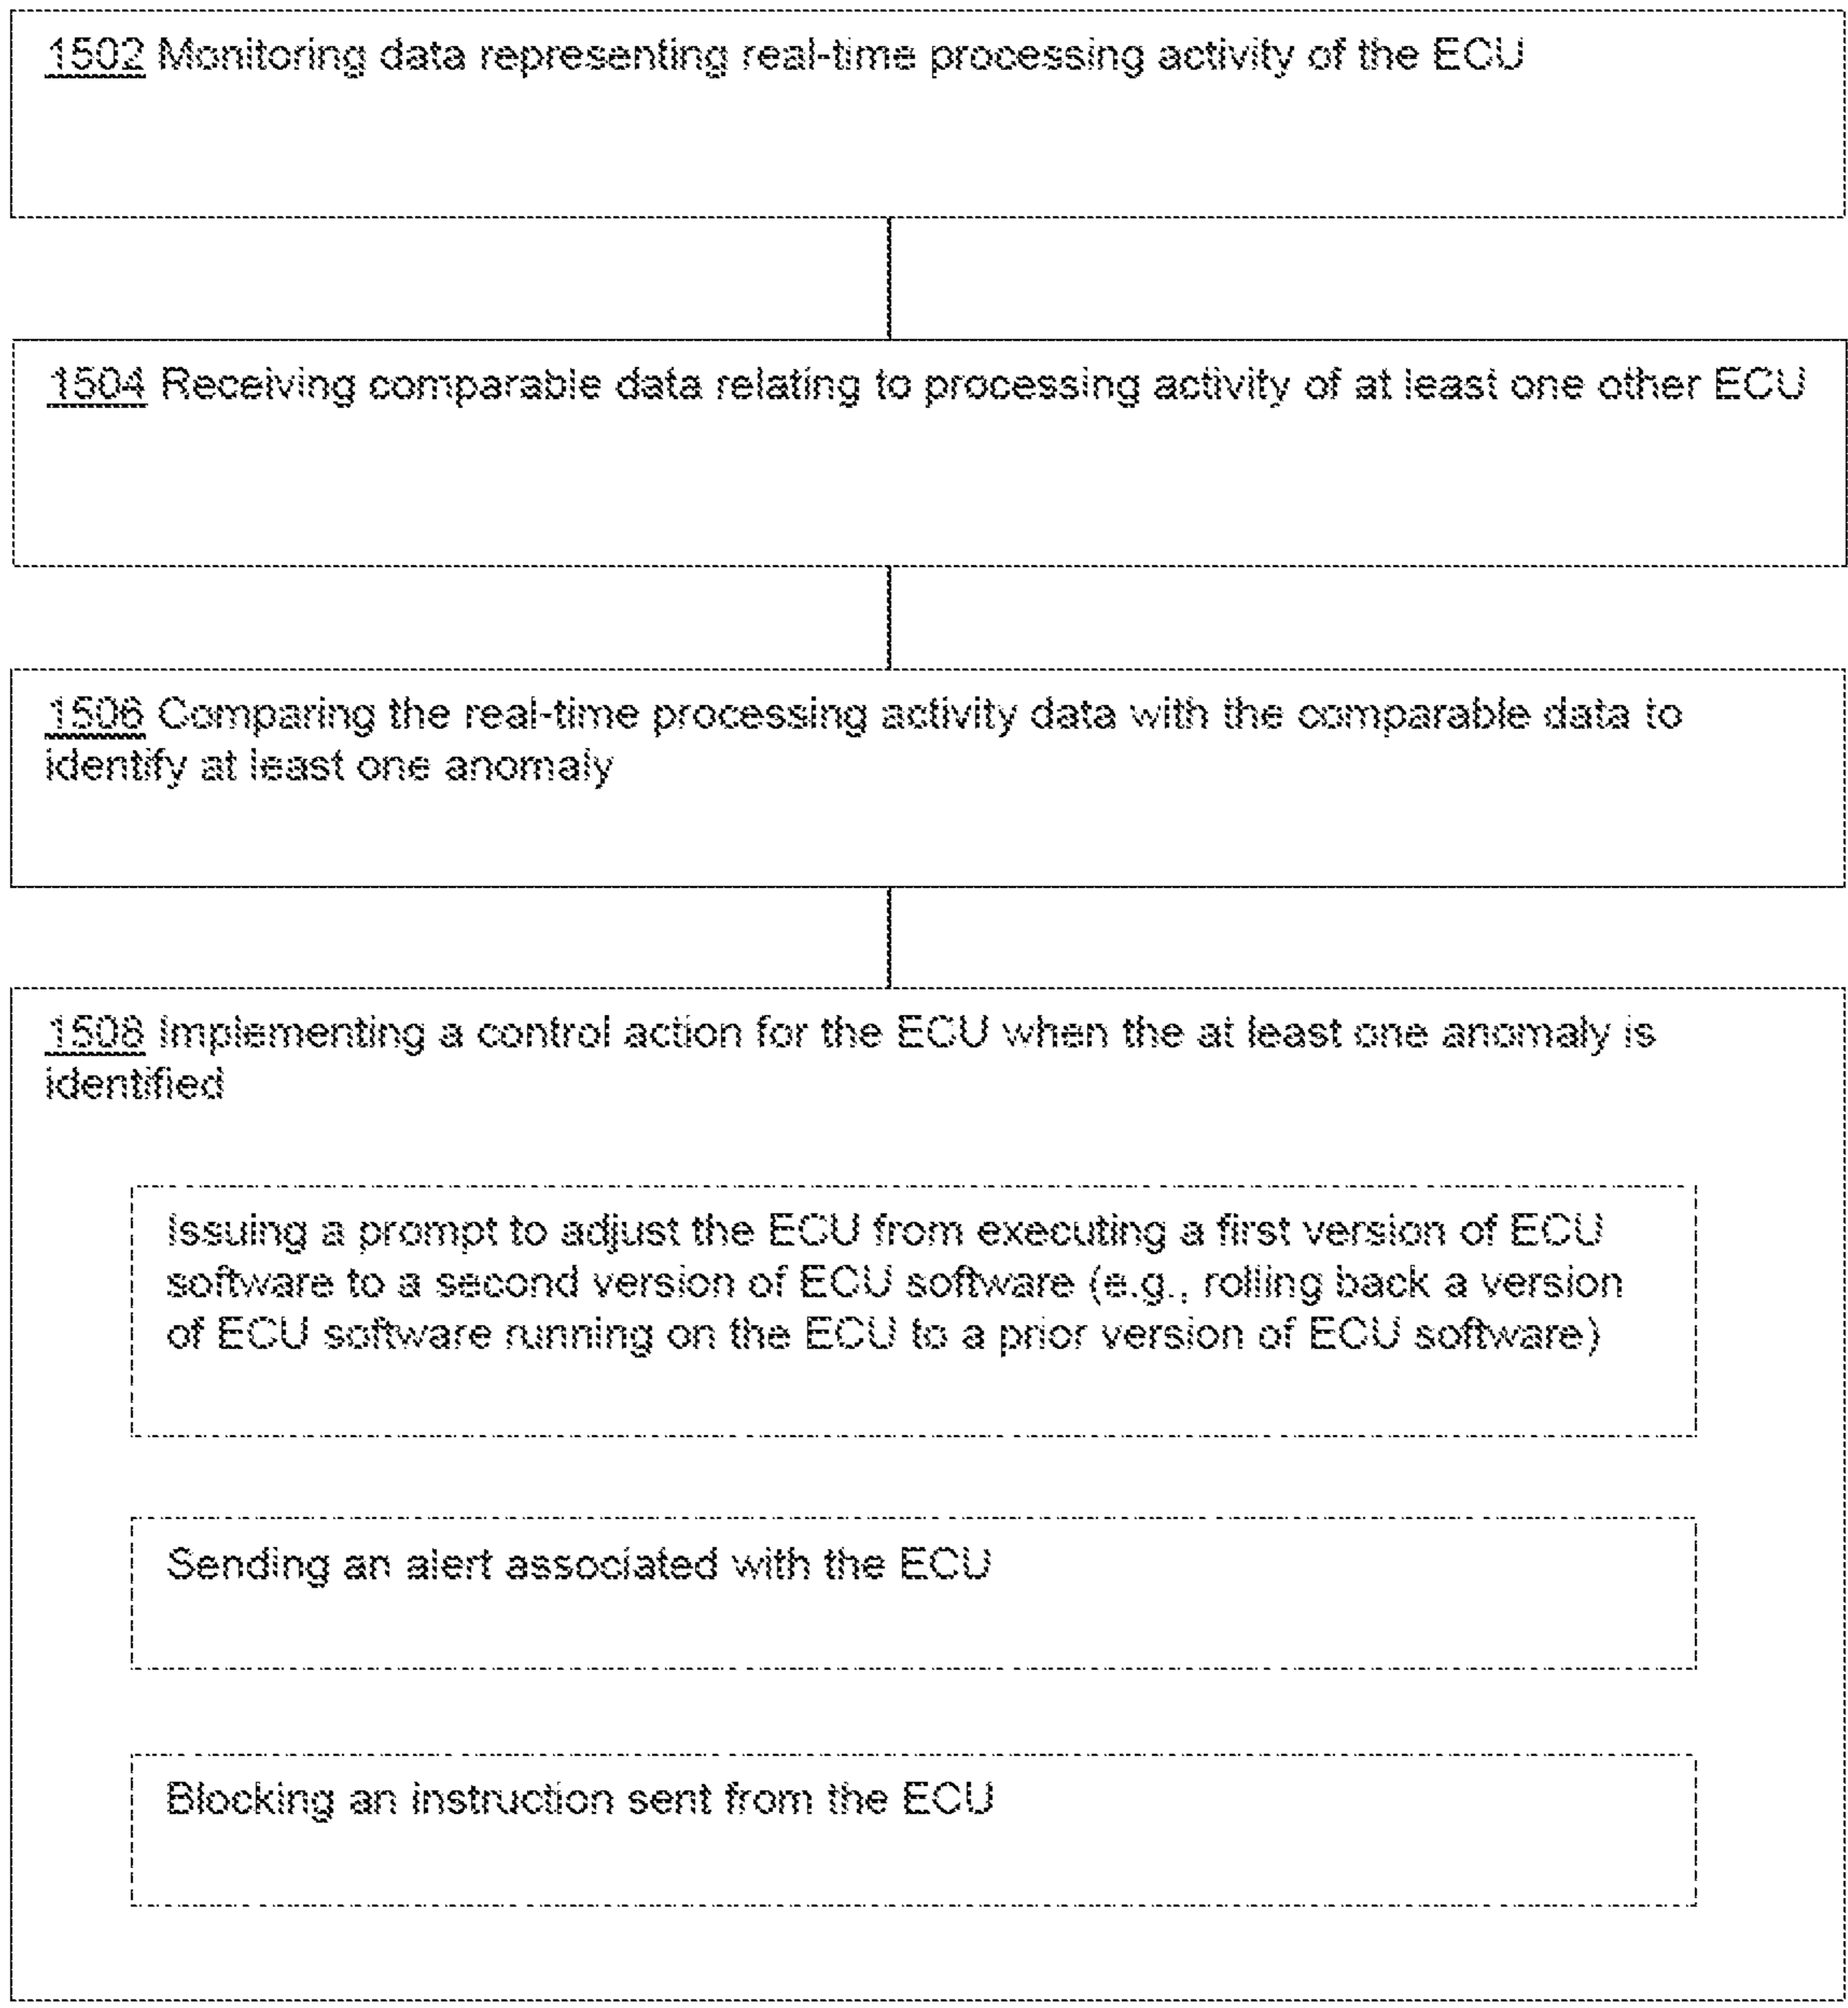 1502 Monitoring data representing real-time processing activity of the ECU
1504 Receiving comparable data relating to processing activity of at least one other ECU
1506 Comparing the real-time processing activity data with the comparable data to
identify at least one anomaly
1508 Implementing a control action for the ECU when the at least one anomaly is
identified
Issuing a prompt to adjust the ECU from executing a first version of ECU
software to a second version of ECU software (e.g., rolling back a version
of ECU software running on the ECU to a prior version of ECU software)
Sending an alert associated with the ECU
Blocking an instruction sent from the ECU